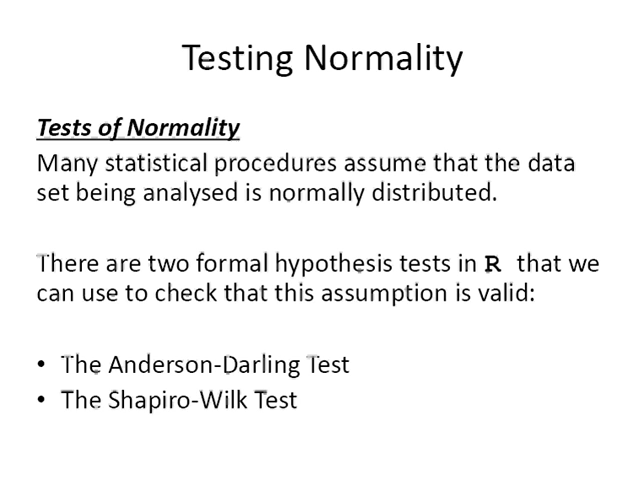 Testing Normality
Tests of Normality
Many statistical procedures assume that the data
set being analysed is normally distributed.
There are two formal hypothesis tests in R that we
can use to check that this assumption is valid:
• The Anderson-Darling Test
• The Shapiro-Wilk Test